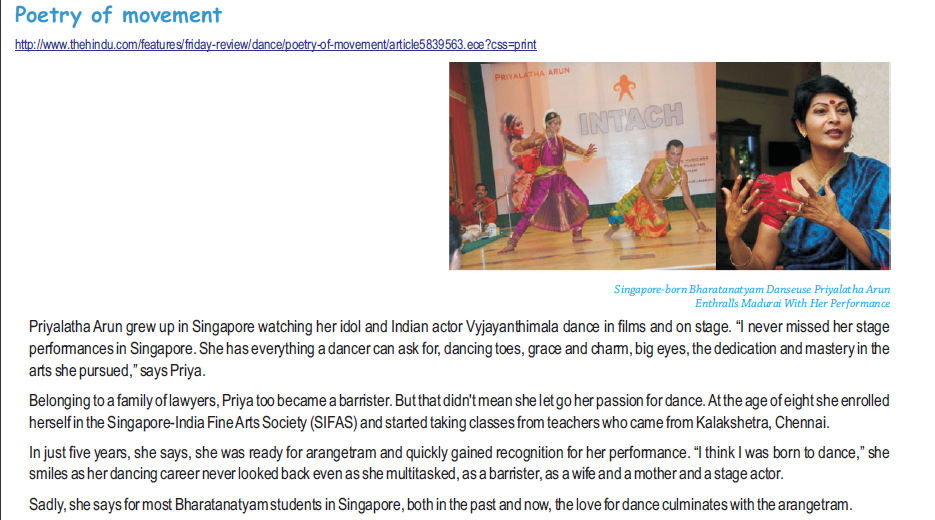 Poetry of movement
http://www.thehindu.com/features/friday-review/dance/poetry-of-movement/article5839563.ece?css=print
PRIYALATHA ARUN
INTACH
Singapore-born Bharatanatyam Danseuse Priyalatha Arun
Enthralls Madurai With Her Performance
Priyalatha Arun grew up in Singapore watching her idol and Indian actor Vyjayanthimala dance in films and on stage. “I never missed her stage
performances in Singapore. She has everything a dancer can ask for, dancing toes, grace and charm, big eyes, the dedication and mastery in the
arts she pursued,” says Priya.
Belonging to a family of lawyers, Priya too became a barrister. But that didn't mean she let go her passion for dance. At the age of eight she enrolled
herself in the Singapore-India Fine Arts Society (SIFAS) and started taking classes from teachers who came from Kalakshetra, Chennai.
In just five years, she says, she was ready for arangetram and quickly gained recognition for her performance. “I think I was born to dance,” she
smiles as her dancing career never looked back even as she multitasked, as a barrister, as a wife and a mother and a stage actor.
Sadly, she says for most Bharatanatyam students in Singapore, both in the past and now, the love for dance culminates with the arangetram.